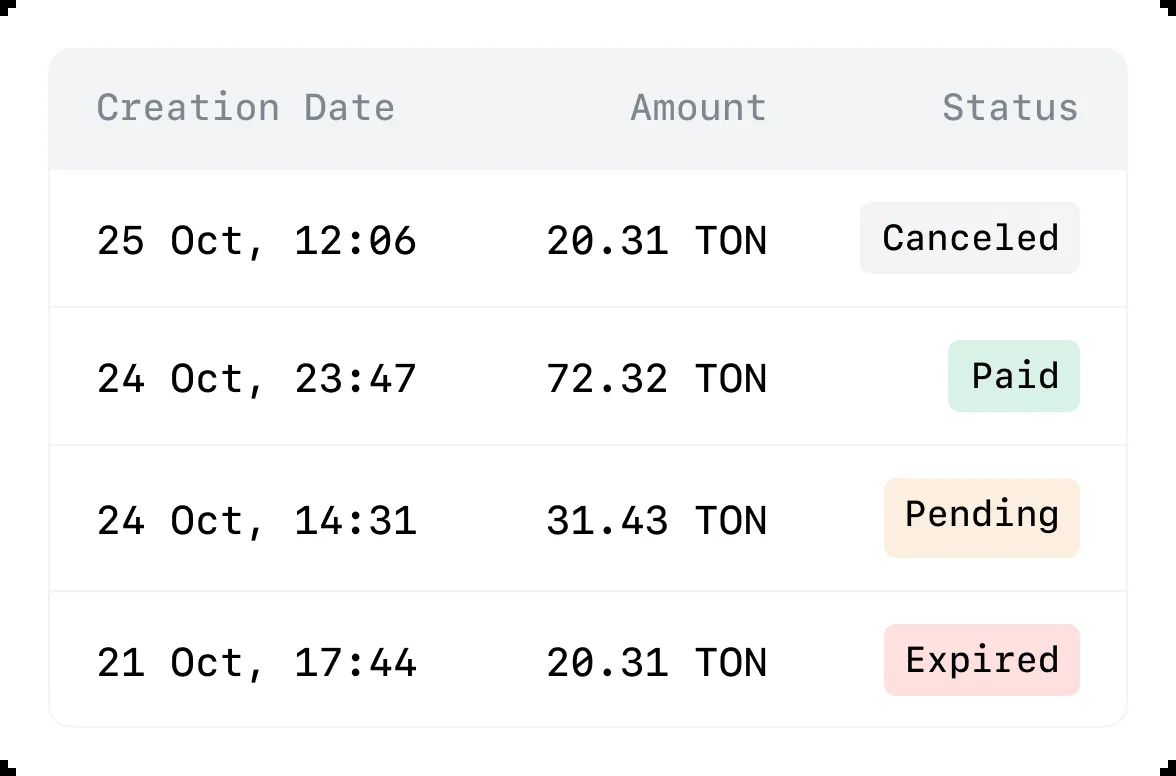 Creation Date Amount Status
25 Oct, 12:06 20.31 TON Canceled
24 Oct, 23:47 72.32 TON Paid
24 Oct, 14:31 31.43 TON Pending
21 Oct, 17:44 20.31 TON Expired